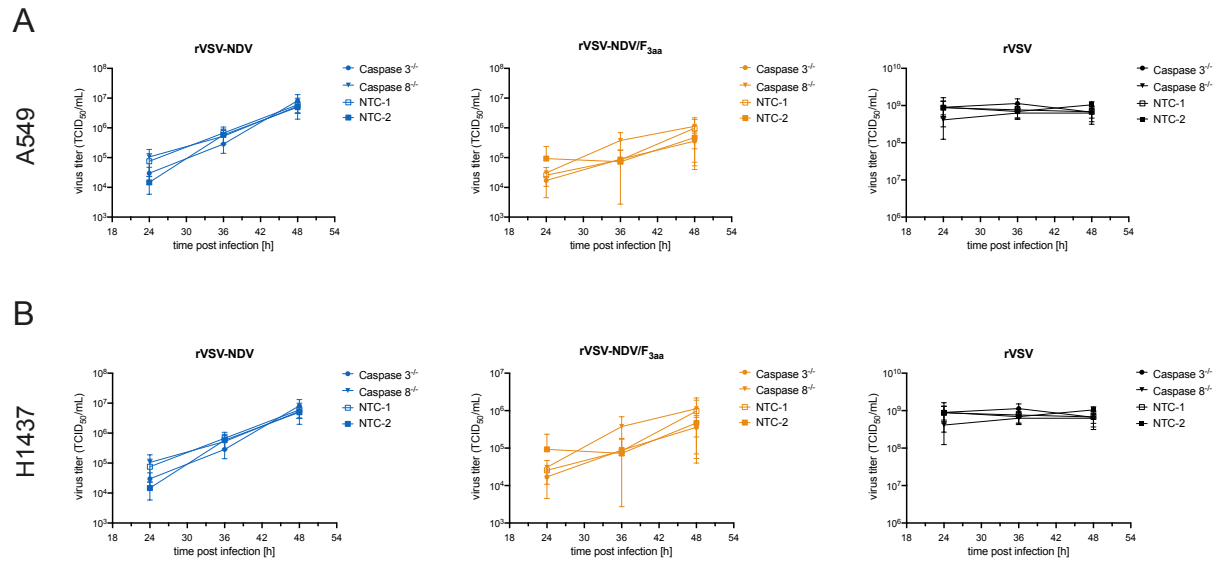 A
A549
rVSV-NDV
virus titer (TCID50/mL)
10^8
10^7
10^6
10^5
10^4
10^3
18 24 30 36 42 48 54
time post infection [h]
Caspase 3-/-
Caspase 8-/-
NTC-1
NTC-2
rVSV-NDV/F3aa
virus titer (TCID50/mL)
10^8
10^7
10^6
10^5
10^4
10^3
18 24 30 36 42 48 54
time post infection [h]
Caspase 3-/-
Caspase 8-/-
NTC-1
NTC-2
rVSV
virus titer (TCID50/mL)
10^10
10^9
10^8
10^7
10^6
18 24 30 36 42 48 54
time post infection [h]
Caspase 3-/-
Caspase 8-/-
NTC-1
NTC-2
B
H1437
rVSV-NDV
virus titer (TCID50/mL)
10^8
10^7
10^6
10^5
10^4
10^3
18 24 30 36 42 48 54
time post infection [h]
Caspase 3-/-
Caspase 8-/-
NTC-1
NTC-2
rVSV-NDV/F3aa
virus titer (TCID50/mL)
10^7
10^6
10^5
10^4
10^3
18 24 30 36 42 48 54
time post infection [h]
Caspase 3-/-
Caspase 8-/-
NTC-1
NTC-2
rVSV
virus titer (TCID50/mL)
10^10
10^9
10^8
10^7
10^6
18 24 30 36 42 48 54
time post infection [h]
Caspase 3-/-
Caspase 8-/-
NTC-1
NTC-2